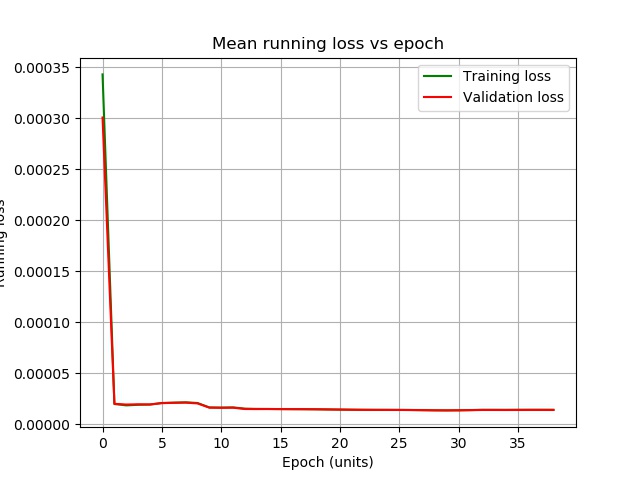 Mean running loss vs epoch
Training loss
Validation loss
0.00035
0.00030
0.00025
0.00020
0.00015
0.00010
0.00005
0.00000
Running loss
0 5 10 15 20 25 30 35
Epoch (units)